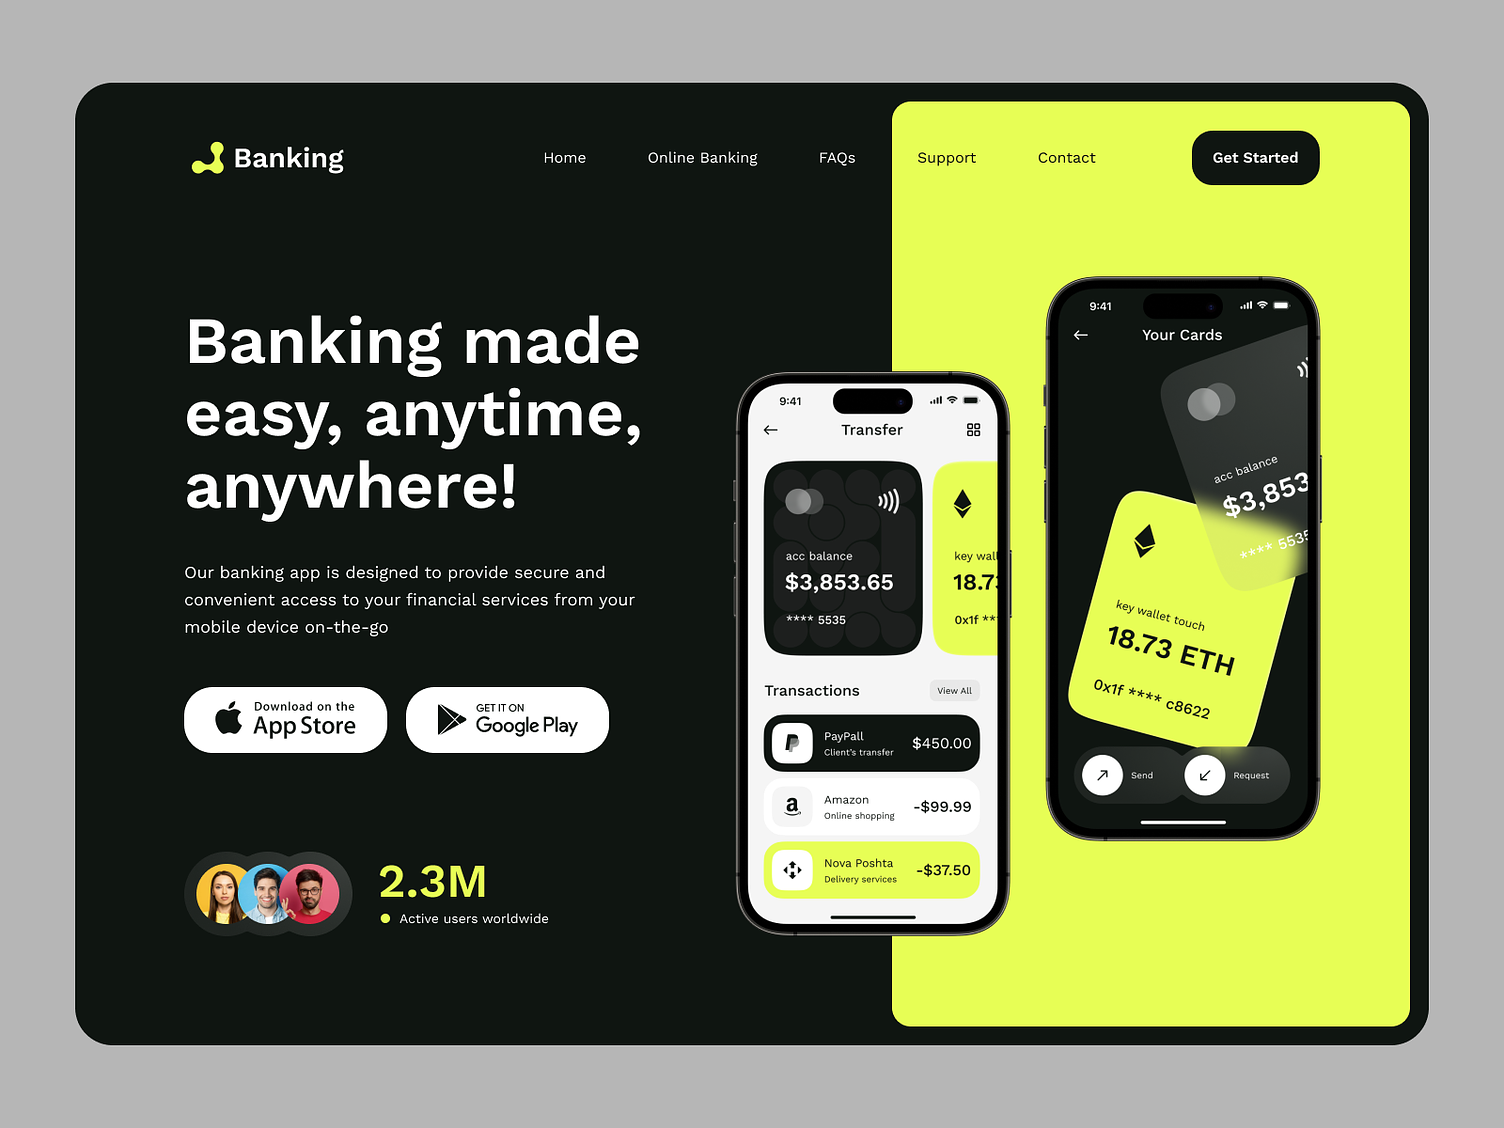 Banking
Home
Online Banking
FAQs
Support
Contact
Get Started
Banking made
easy, anytime,
anywhere!
Our banking app is designed to provide secure and
convenient access to your financial services from your
mobile device on-the-go
Download on the
App Store
GET IT ON
Google Play
2.3M
Active users worldwide
9:41
Transfer
acc balance
$3,853.65
**** 5535
key wall
18.73
0x1f **
Transactions
View All
PayPall
Client's transfer
$450.00
a
Amazon
Online shopping
-$99.99
Nova Poshta
Delivery services
-$37.50
9:41
Your Cards
acc balance
$3,853
**** 5535
key wallet touch
18.73 ETH
0x1f **** c8622
Send
Request